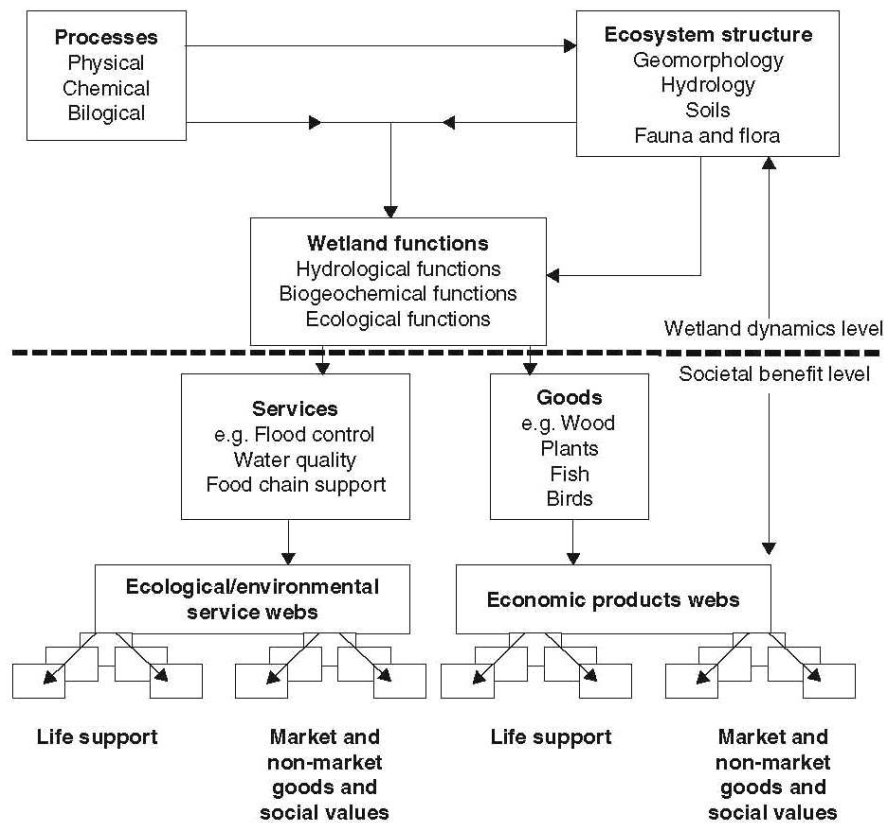 Processes
Physical
Chemical
Bilogical
Ecosystem structure
Geomorphology
Hydrology
Soils
Fauna and flora
Wetland functions
Hydrological functions
Biogeochemical functions
Ecological functions
Wetland dynamics level
Societal benefit level
Services
e.g. Flood control
Water quality
Food chain support
Goods
e.g. Wood
Plants
Fish
Birds
Ecological/environmental
service webs
Economic products webs
Life support
Market and
non-market
goods and
social values
Life support
Market and
non-market
goods and
social values